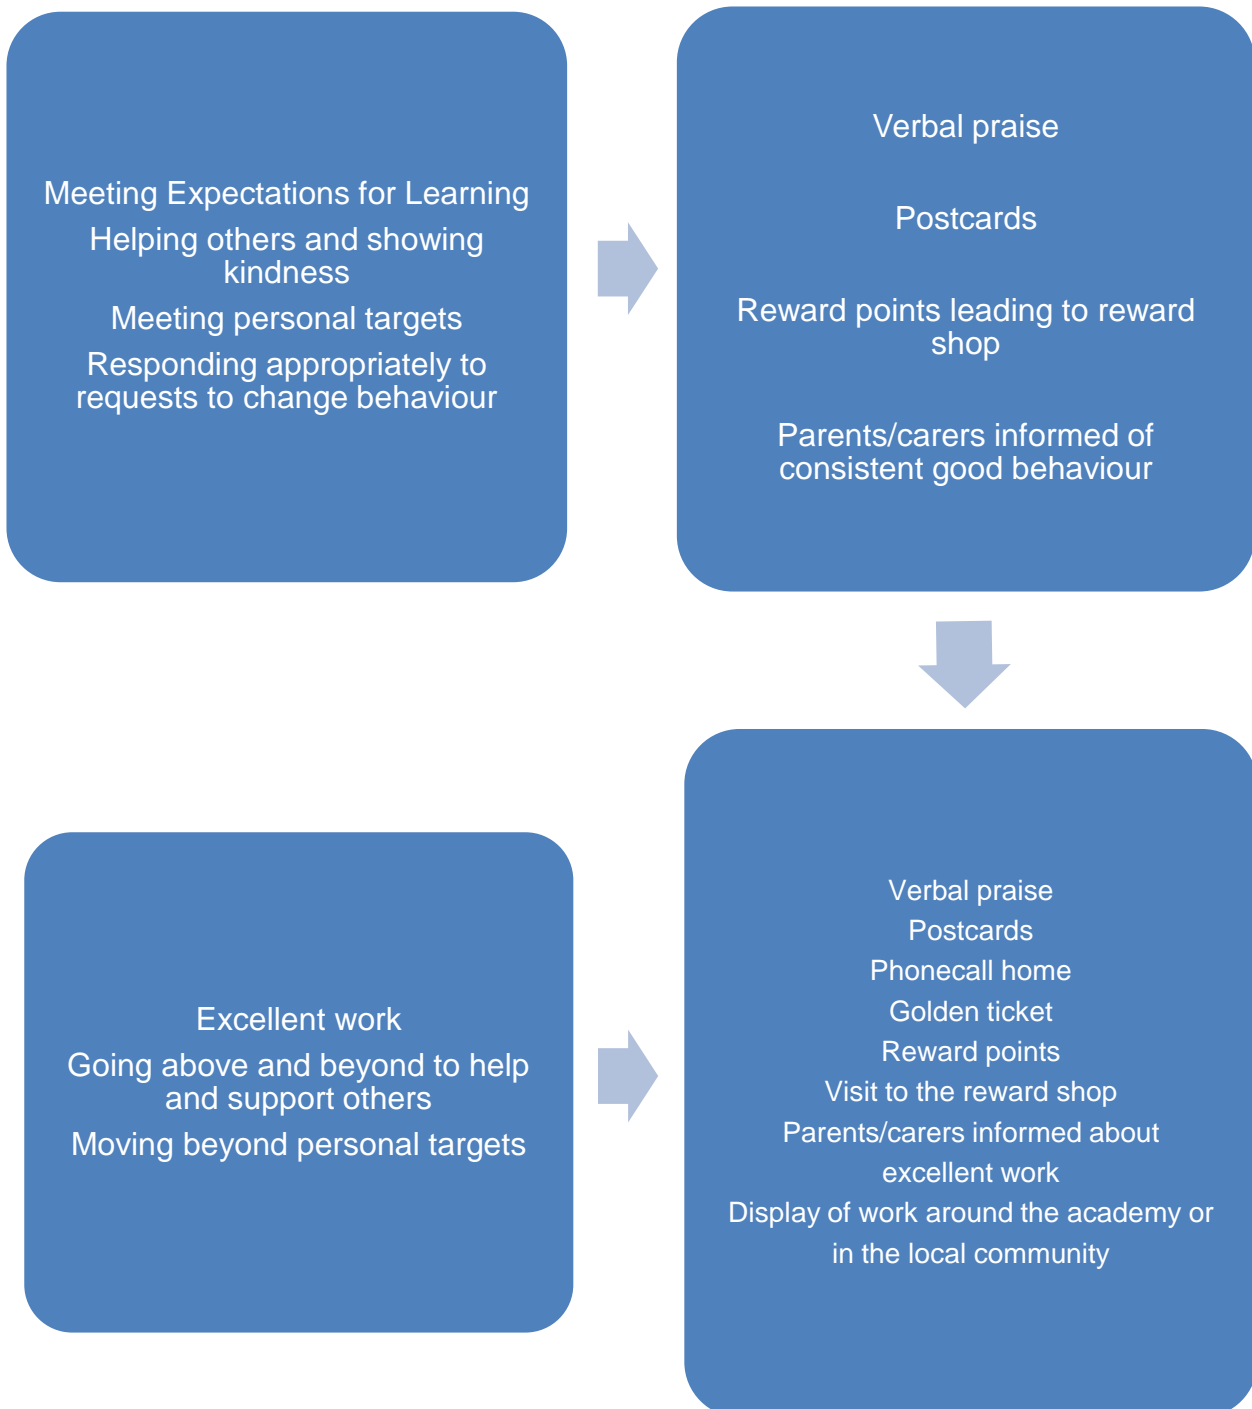 Meeting Expectations for Learning
Helping others and showing
kindness
Meeting personal targets
Responding appropriately to
requests to change behaviour
Verbal praise
Postcards
Reward points leading to reward
shop
Parents/carers informed of
consistent good behaviour
Excellent work
Going above and beyond to help
and support others
Moving beyond personal targets
Verbal praise
Postcards
Phonecall home
Golden ticket
Reward points
Visit to the reward shop
Parents/carers informed about
excellent work
Display of work around the academy or
in the local community